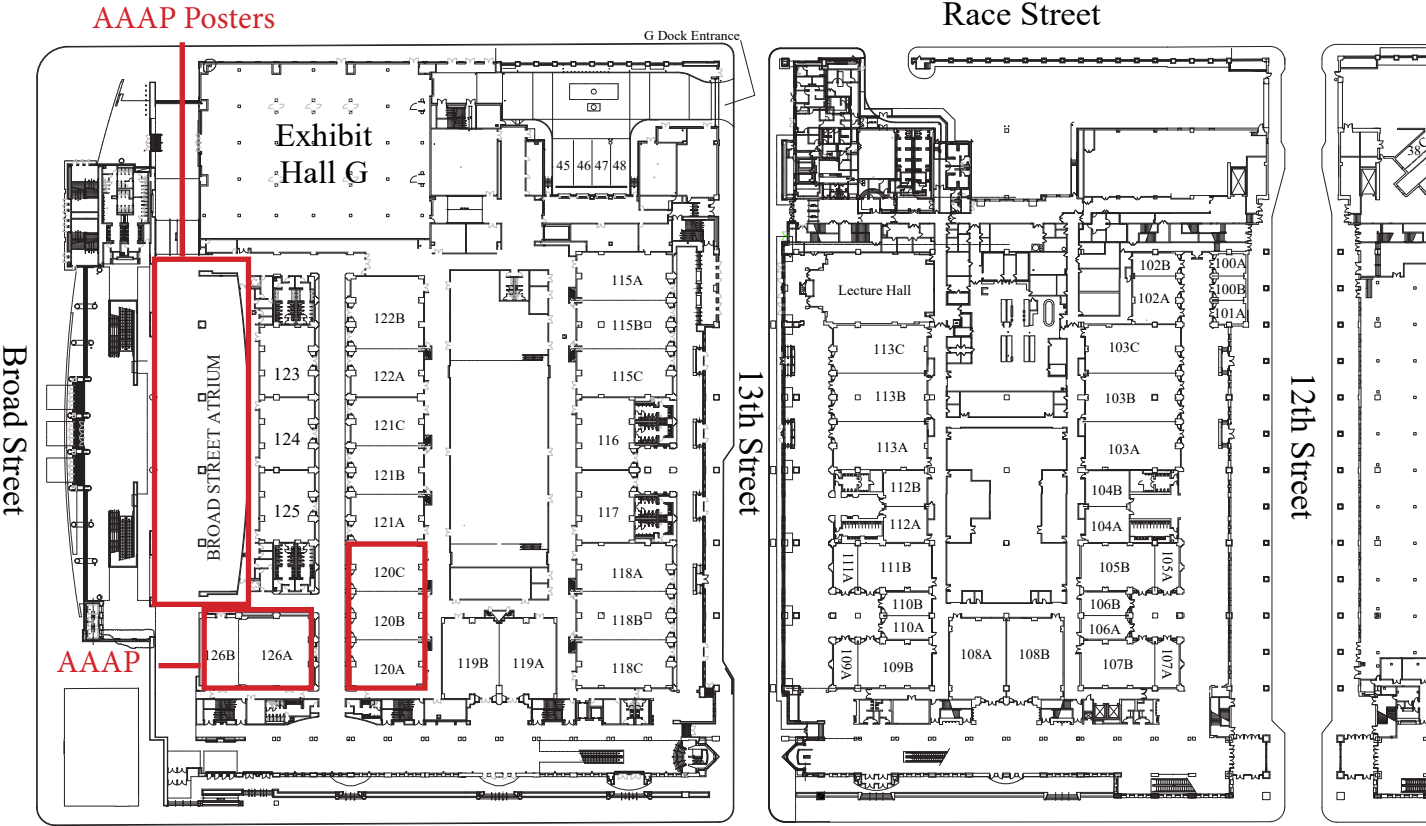 AAAP Posters
Race Street
G Dock Entrance
Exhibit
Hall G
45 46 47 48
38
C
Lecture Hall
102B
100A
100B
102A
101A
115A
122B
115B
113C
103C
Broad Street
BROAD STREET ATRIUM
123
122A
115C
13th Street
113B
103B
12th Street
124
121C
116
113A
103A
121B
112B
104B
125
121A
117
112A
104A
120C
118A
111A
111B
105B
105A
120B
118B
110B
106B
110A
106A
AAAP
126B
126A
120A
119B
119A
118C
109A
109B
108A
108B
107B
107A